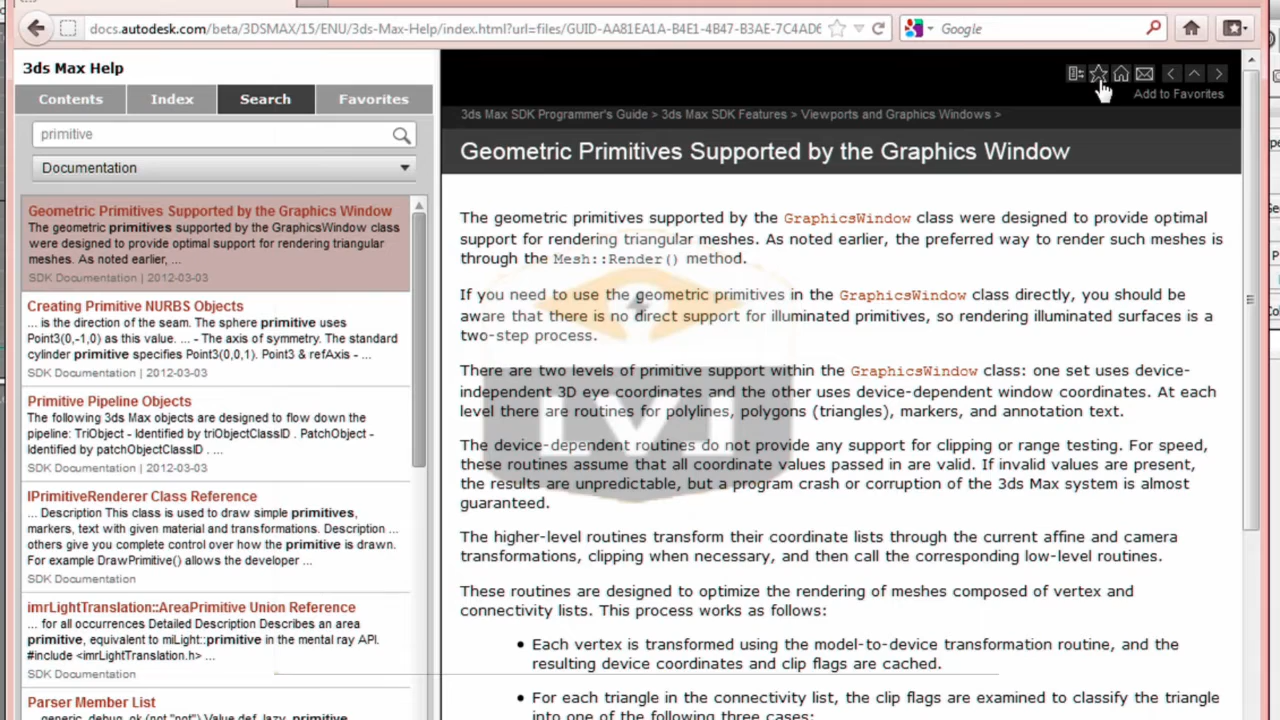 docs.autodesk.com/beta/3DSMAX/15/ENU/3ds-Max-Help/index.html?url=files/GUID-AA81EA1A-B4E1-4B47-B3AE-7C4AD6
Google
3ds Max Help
Contents
Index
Search
Favorites
primitive
Documentation
Geometric Primitives Supported by the Graphics Window
The geometric primitives supported by the GraphicsWindow class
were designed to provide optimal support for rendering triangular
meshes. As noted earlier, ...
SDK Documentation | 2012-03-03
Creating Primitive NURBS Objects
... is the direction of the seam. The sphere primitive uses
Point3(0,-1,0) as this value. ... - The axis of symmetry. The standard
cylinder primitive specifies Point3(0,0,1). Point3 & refAxis - ...
SDK Documentation | 2012-03-03
Primitive Pipeline Objects
The following 3ds Max objects are designed to flow down the
pipeline: TriObject - Identified by triObjectClassID . PatchObject -
Identified by patchObjectClassID . ...
SDK Documentation | 2012-03-03
IPrimitiveRenderer Class Reference
... Description This class is used to draw simple primitives,
markers, text with given material and transformations. Description ...
others give you complete control over how the primitive is drawn.
For example DrawPrimitive() allows the developer ...
SDK Documentation
imrLightTranslation::AreaPrimitive Union Reference
... for all occurrences Detailed Description Describes an area
primitive, equivalent to miLight::primitive in the mental ray API.
#include <imrLightTranslation.h> ...
SDK Documentation
Parser Member List
... generic, debug, ok (not "not") Value def, lazy, primitive
Add to Favorites
3ds Max SDK Programmer's Guide > 3ds Max SDK Features > Viewports and Graphics Windows >
Geometric Primitives Supported by the Graphics Window
The geometric primitives supported by the GraphicsWindow class were designed to provide optimal
support for rendering triangular meshes. As noted earlier, the preferred way to render such meshes is
through the Mesh::Render() method.
If you need to use the geometric primitives in the GraphicsWindow class directly, you should be
aware that there is no direct support for illuminated primitives, so rendering illuminated surfaces is a
two-step process.
There are two levels of primitive support within the GraphicsWindow class: one set uses device-
independent 3D eye coordinates and the other uses device-dependent window coordinates. At each
level there are routines for polylines, polygons (triangles), markers, and annotation text.
The device-dependent routines do not provide any support for clipping or range testing. For speed,
these routines assume that all coordinate values passed in are valid. If invalid values are present,
the results are unpredictable, but a program crash or corruption of the 3ds Max system is almost
guaranteed.
The higher-level routines transform their coordinate lists through the current affine and camera
transformations, clipping when necessary, and then call the corresponding low-level routines.
These routines are designed to optimize the rendering of meshes composed of vertex and
connectivity lists. This process works as follows:
• Each vertex is transformed using the model-to-device transformation routine, and the
resulting device coordinates and clip flags are cached.
• For each triangle in the connectivity list, the clip flags are examined to classify the triangle
into one of the following three cases: